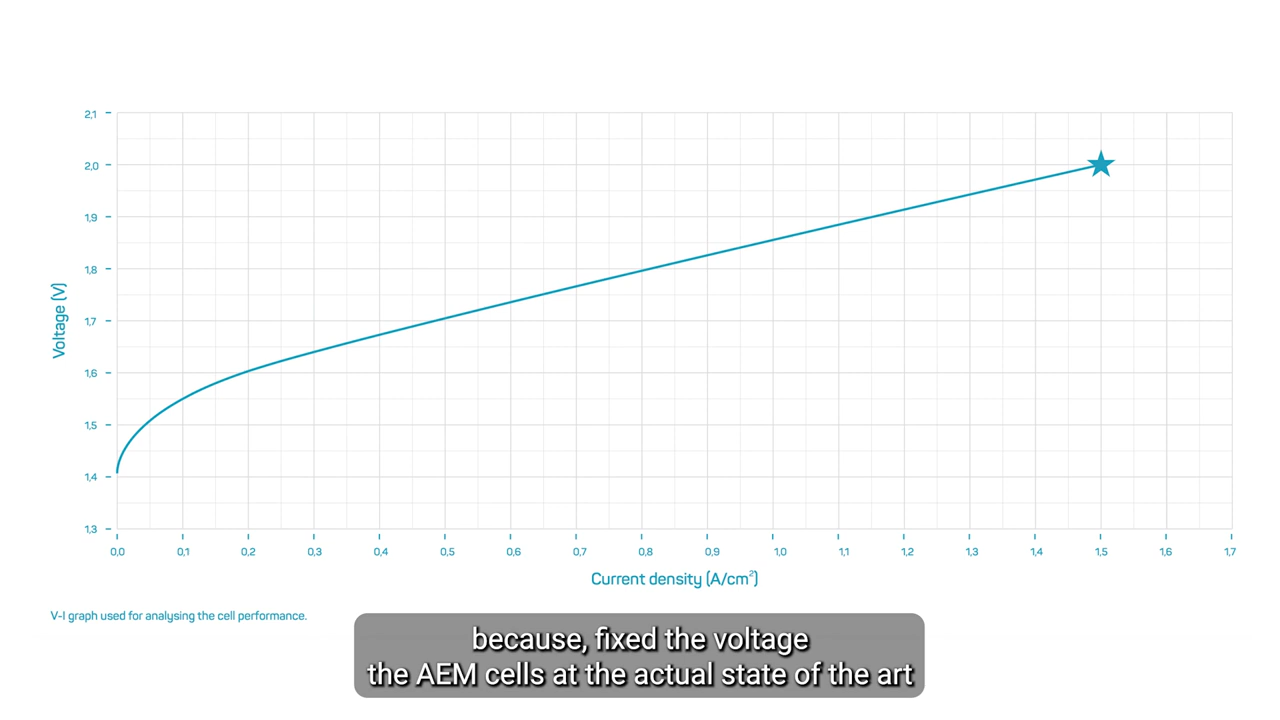 2,1
2,0
1,9
1,8
1,7
1,6
1,5
1,4
1,3
Voltage (V)
0,0 0,1 0,2 0,3 0,4 0,5 0,6 0,7 0,8 0,9 1,0 1,1 1,2 1,3 1,4 1,5 1,6 1,7
Current density (A/cm²)
V-I graph used for analysing the cell performance.
because, fixed the voltage
the AEM cells at the actual state of the art